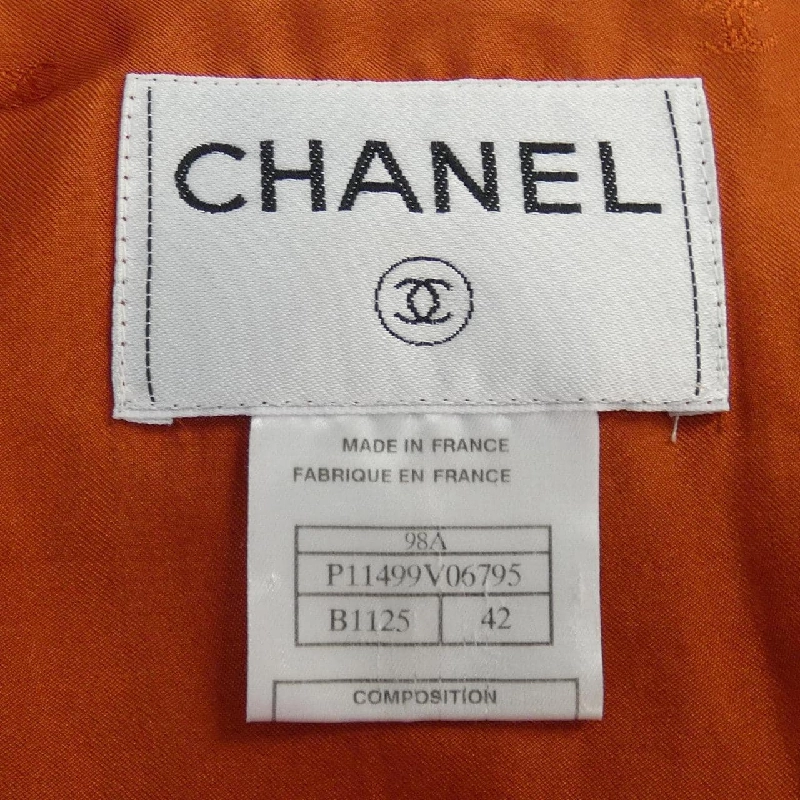 CHANEL
MADE IN FRANCE
FABRIQUE EN FRANCE
98A
P11499V06795
B1125 42
COMPOSITION